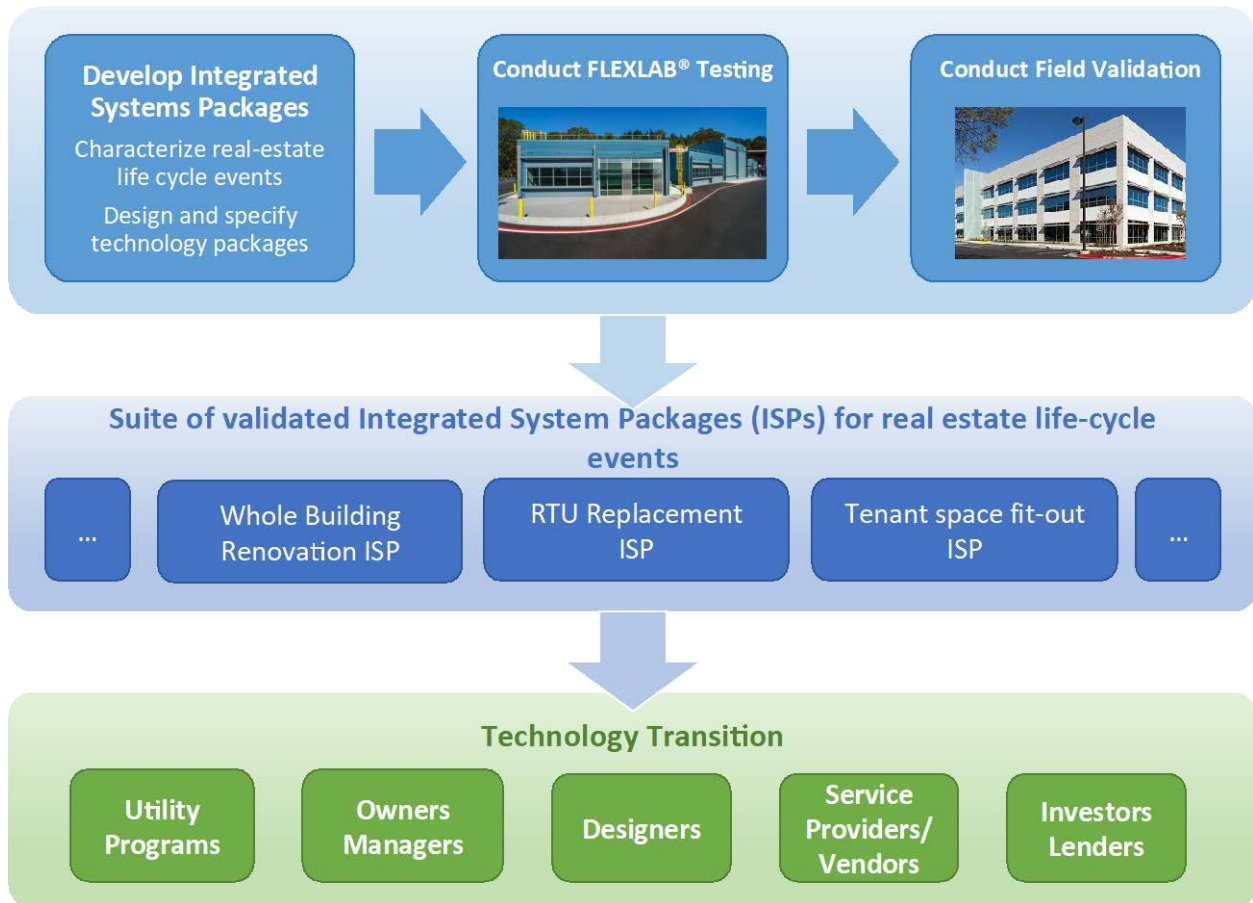 Develop Integrated
Systems Packages
Characterize real-estate
life cycle events
Design and specify
technology packages
Conduct FLEXLAB® Testing
Conduct Field Validation
Suite of validated Integrated System Packages (ISPs) for real estate life-cycle
events
...
Whole Building
Renovation ISP
RTU Replacement
ISP
Tenant space fit-out
ISP
...
Technology Transition
Utility
Programs
Owners
Managers
Designers
Service
Providers/
Vendors
Investors
Lenders